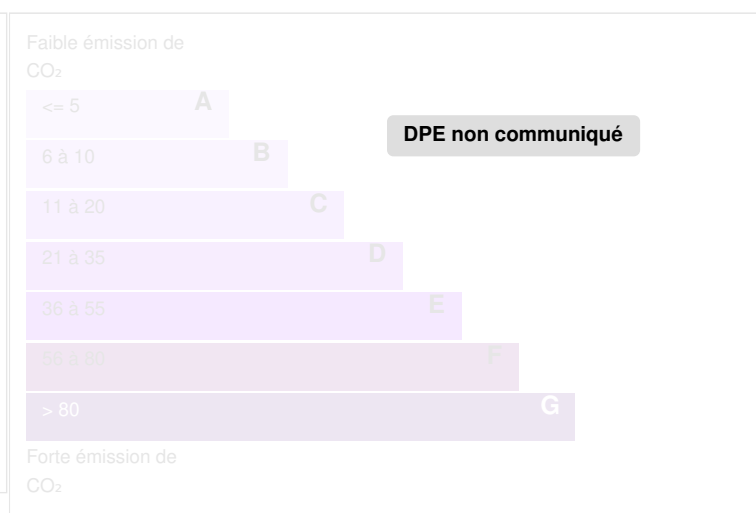 Faible émission de
CO₂
<= 5 A
DPE non communiqué
6 à 10 B
11 à 20 C
21 à 35 D
36 à 55 E
56 à 80 F
> 80 G
Forte émission de
CO₂